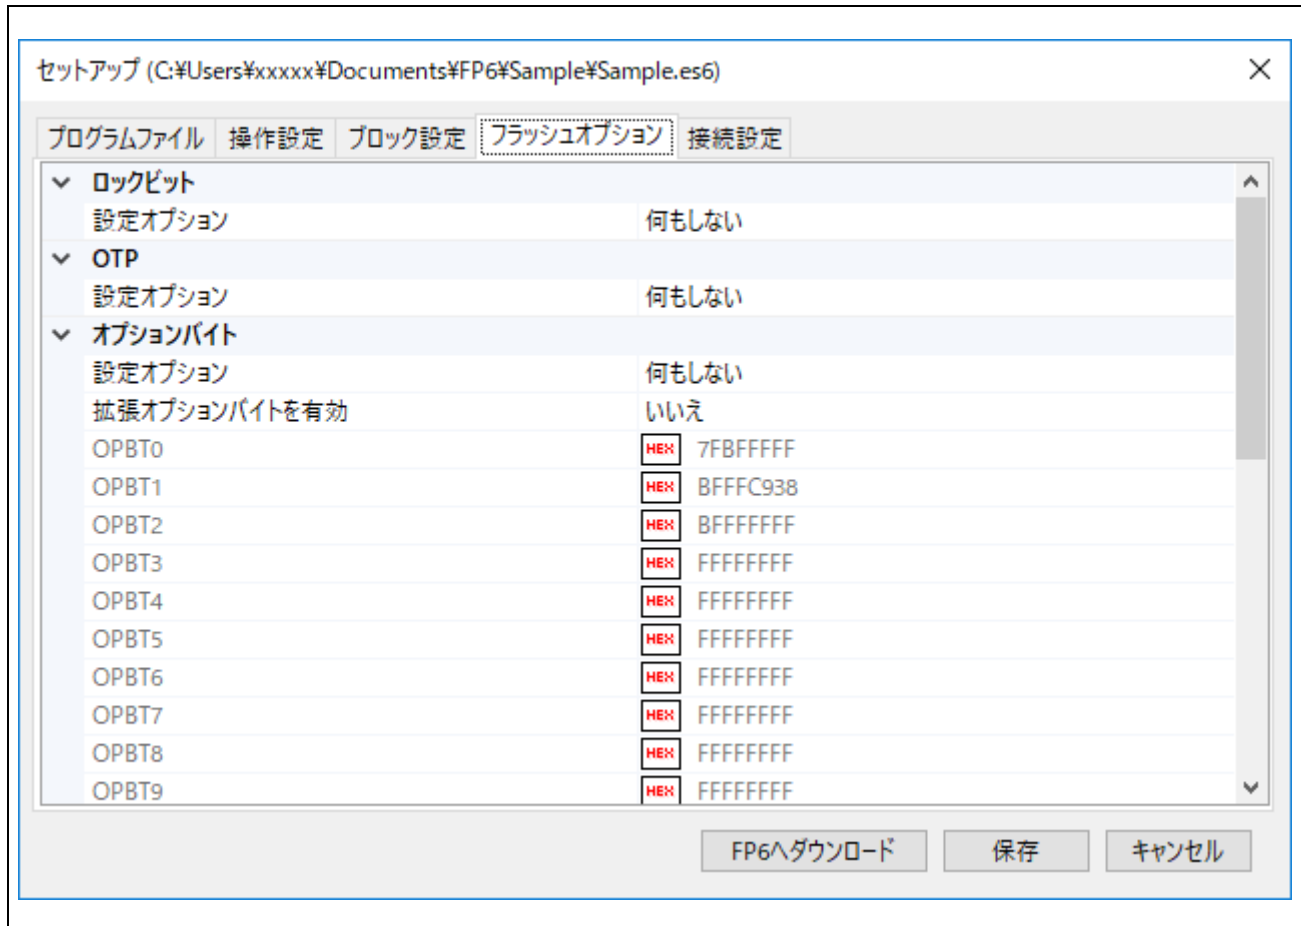 セットアップ (C:¥Users¥xxxxx¥Documents¥FP6¥Sample¥Sample.es6)
プログラムファイル 操作設定 ブロック設定 フラッシュオプション 接続設定
ロックビット
設定オプション 何もしない
OTP
設定オプション 何もしない
オプションバイト
設定オプション 何もしない
拡張オプションバイトを有効 いいえ
OPBT0 HEX 7FBFFFFF
OPBT1 HEX BFFFC938
OPBT2 HEX BFFFFFFF
OPBT3 HEX FFFFFFFF
OPBT4 HEX FFFFFFFF
OPBT5 HEX FFFFFFFF
OPBT6 HEX FFFFFFFF
OPBT7 HEX FFFFFFFF
OPBT8 HEX FFFFFFFF
OPBT9 HEX FFFFFFFF
FP6へダウンロード 保存 キャンセル